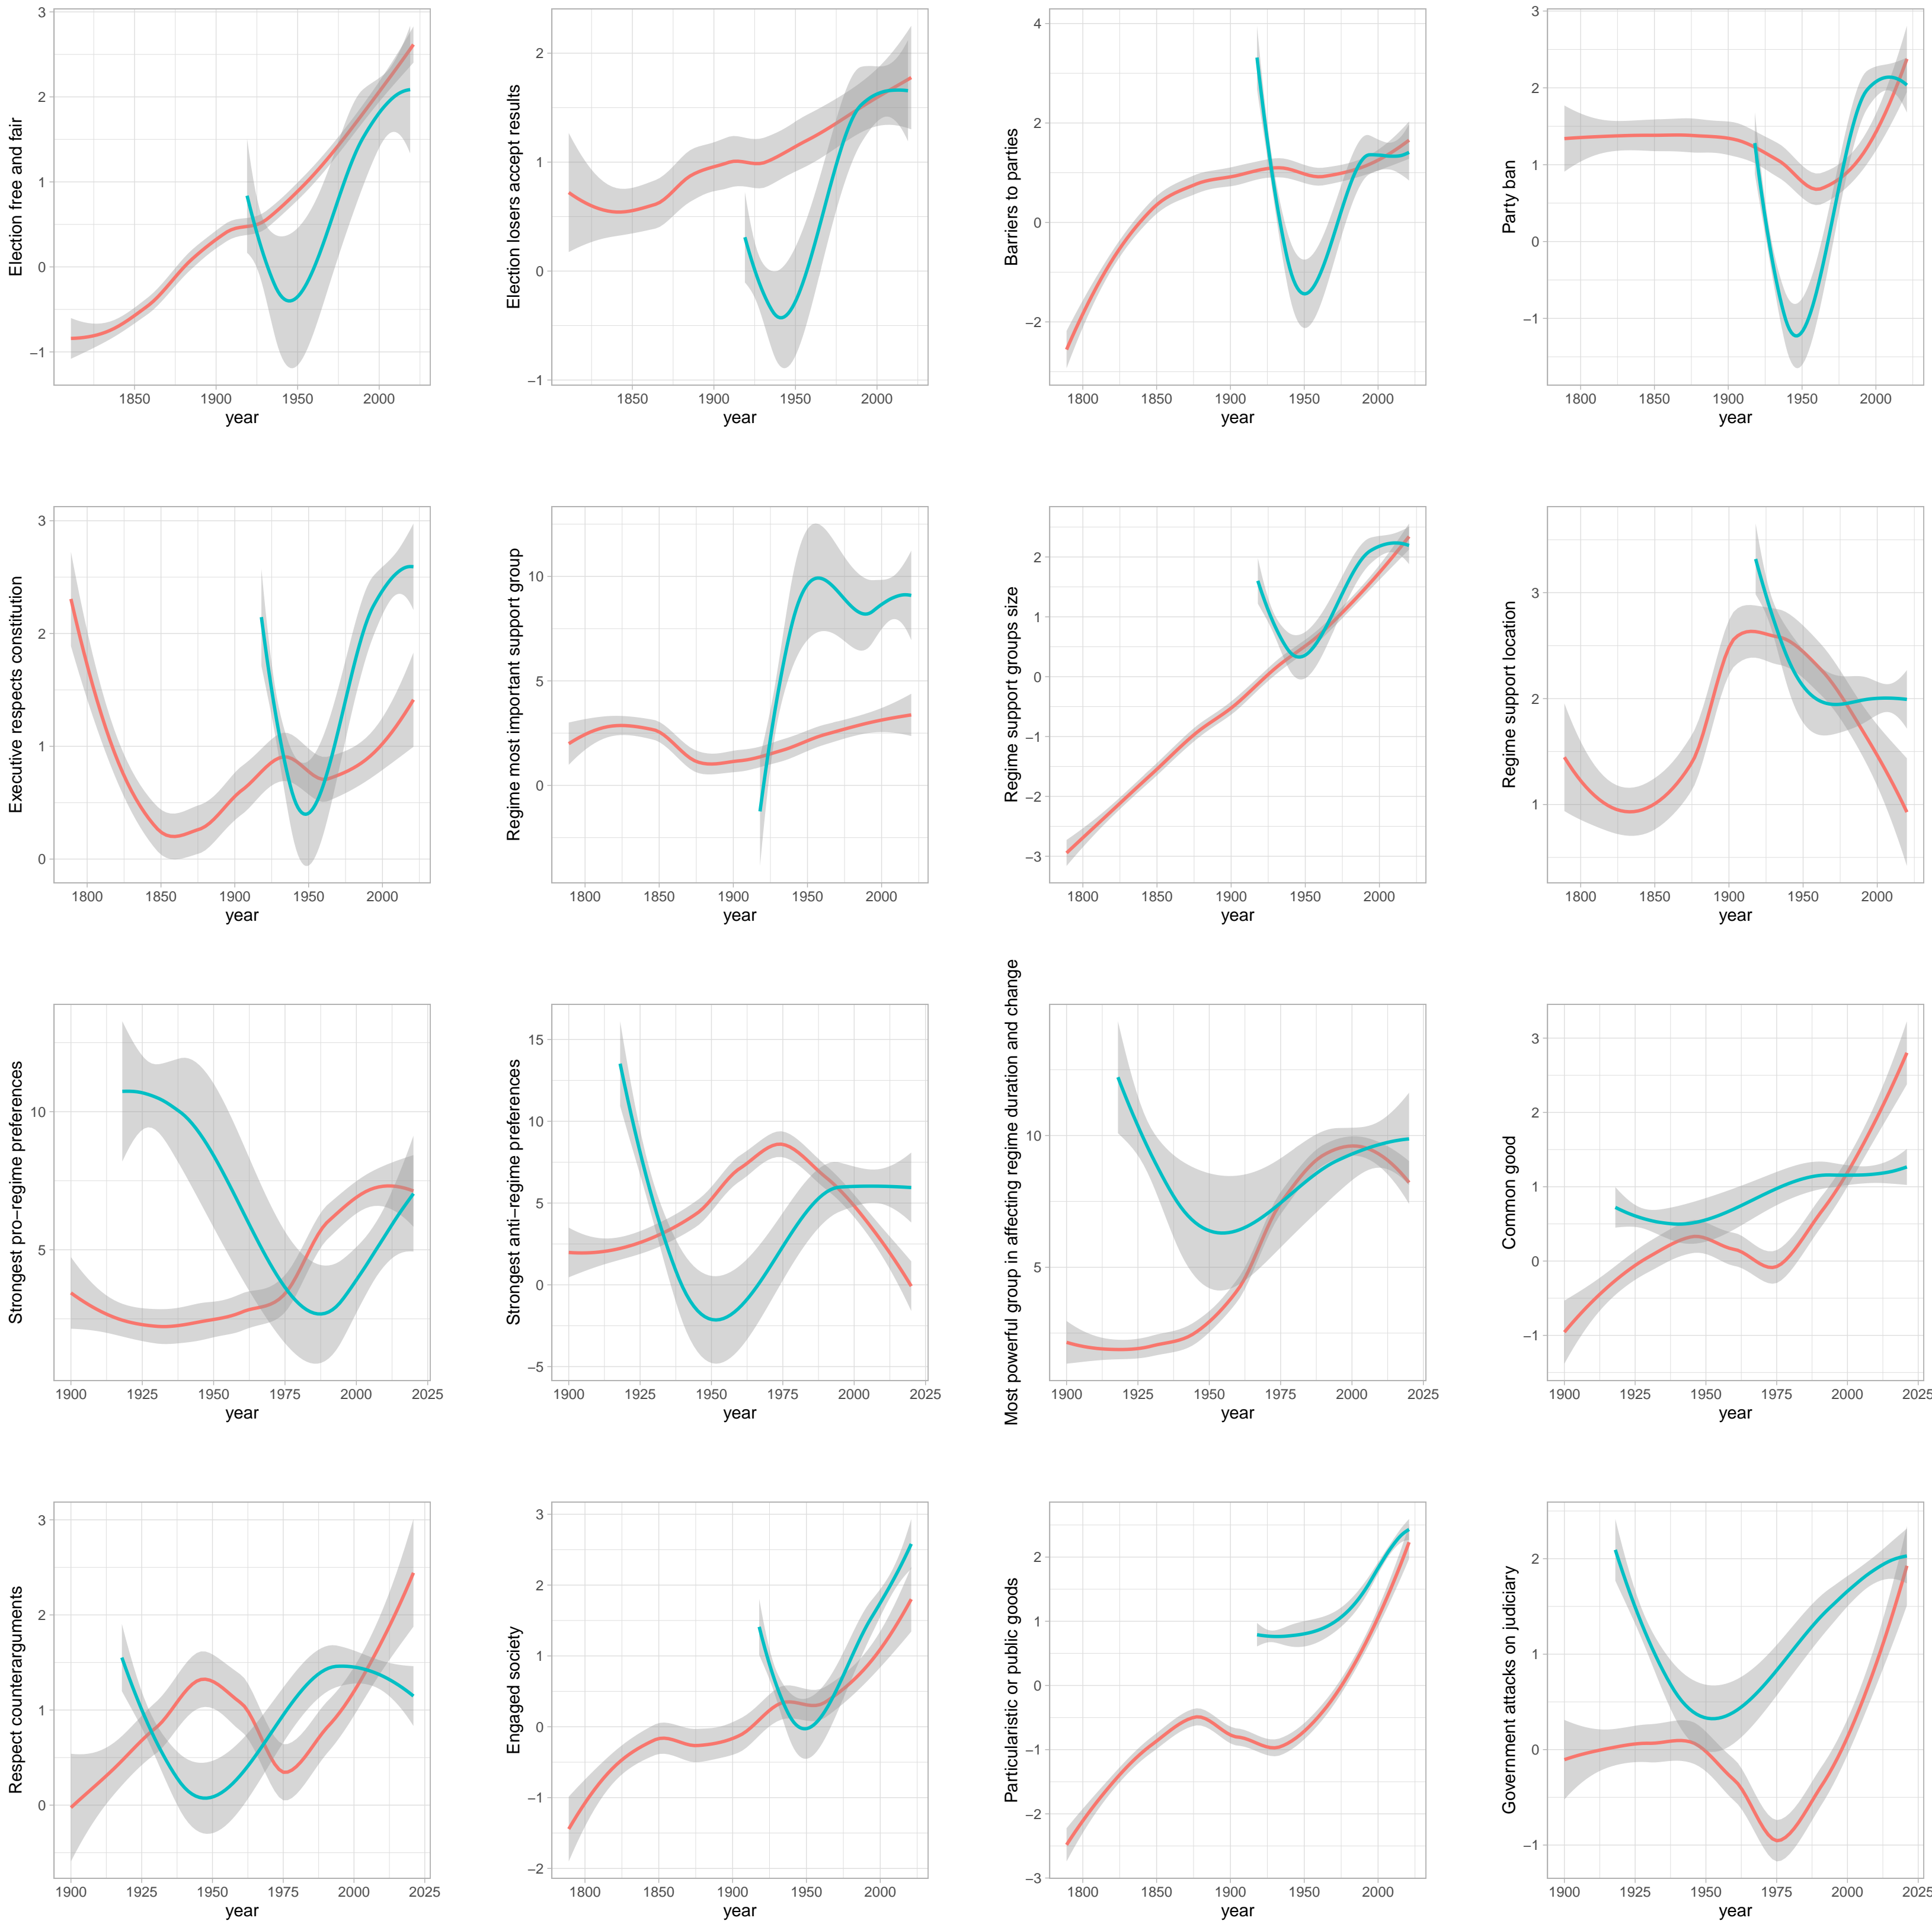 Election free and fair
3
2
1
0
−1
1850 1900 1950 2000
year
Election losers accept results
2
1
0
−1
1850 1900 1950 2000
year
Barriers to parties
4
2
0
−2
1800 1850 1900 1950 2000
year
Party ban
3
2
1
0
−1
1800 1850 1900 1950 2000
year
Executive respects constitution
3
2
1
0
1800 1850 1900 1950 2000
year
Regime most important support group
10
5
0
1800 1850 1900 1950 2000
year
Regime support groups size
2
1
0
−1
−2
−3
1800 1850 1900 1950 2000
year
Regime support location
3
2
1
1800 1850 1900 1950 2000
year
Strongest pro−regime preferences
10
5
1900 1925 1950 1975 2000 2025
year
Strongest anti−regime preferences
15
10
5
0
−5
1900 1925 1950 1975 2000 2025
year
Most powerful group in affecting regime duration and change
10
5
1900 1925 1950 1975 2000 2025
year
Common good
3
2
1
0
−1
1900 1925 1950 1975 2000 2025
year
Respect counterarguments
3
2
1
0
1900 1925 1950 1975 2000 2025
year
Engaged society
3
2
1
0
−1
−2
1800 1850 1900 1950 2000
year
Particularistic or public goods
2
1
0
−1
−2
−3
1800 1850 1900 1950 2000
year
Government attacks on judiciary
2
1
0
−1
1900 1925 1950 1975 2000 2025
year